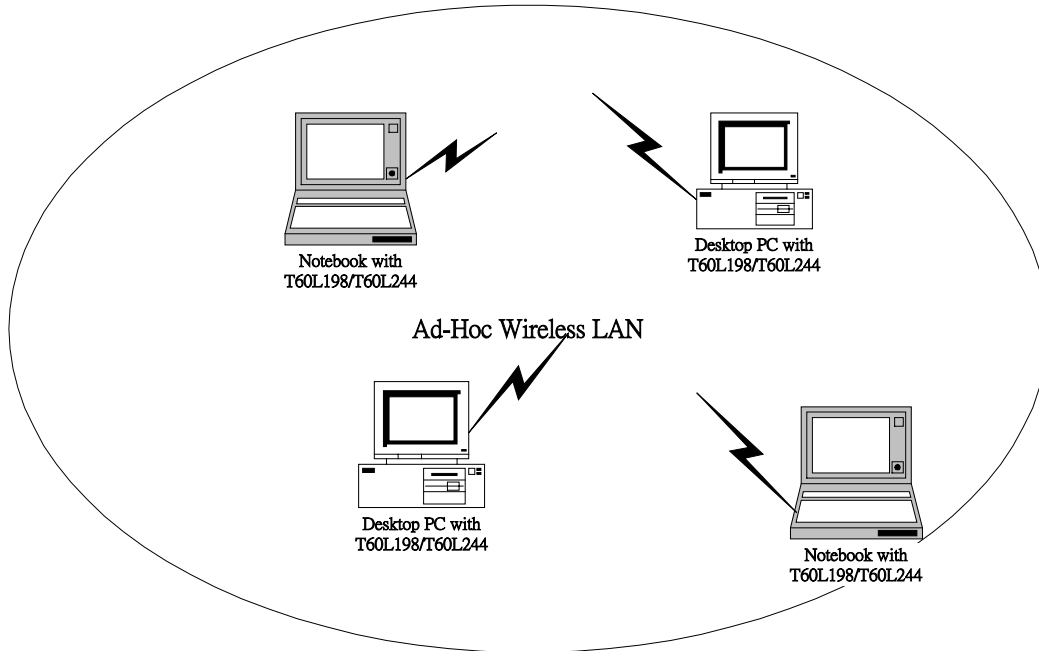 Notebook with
T60L198/T60L244
Desktop PC with
T60L198/T60L244
Ad-Hoc Wireless LAN
Desktop PC with
T60L198/T60L244
Notebook with
T60L198/T60L244